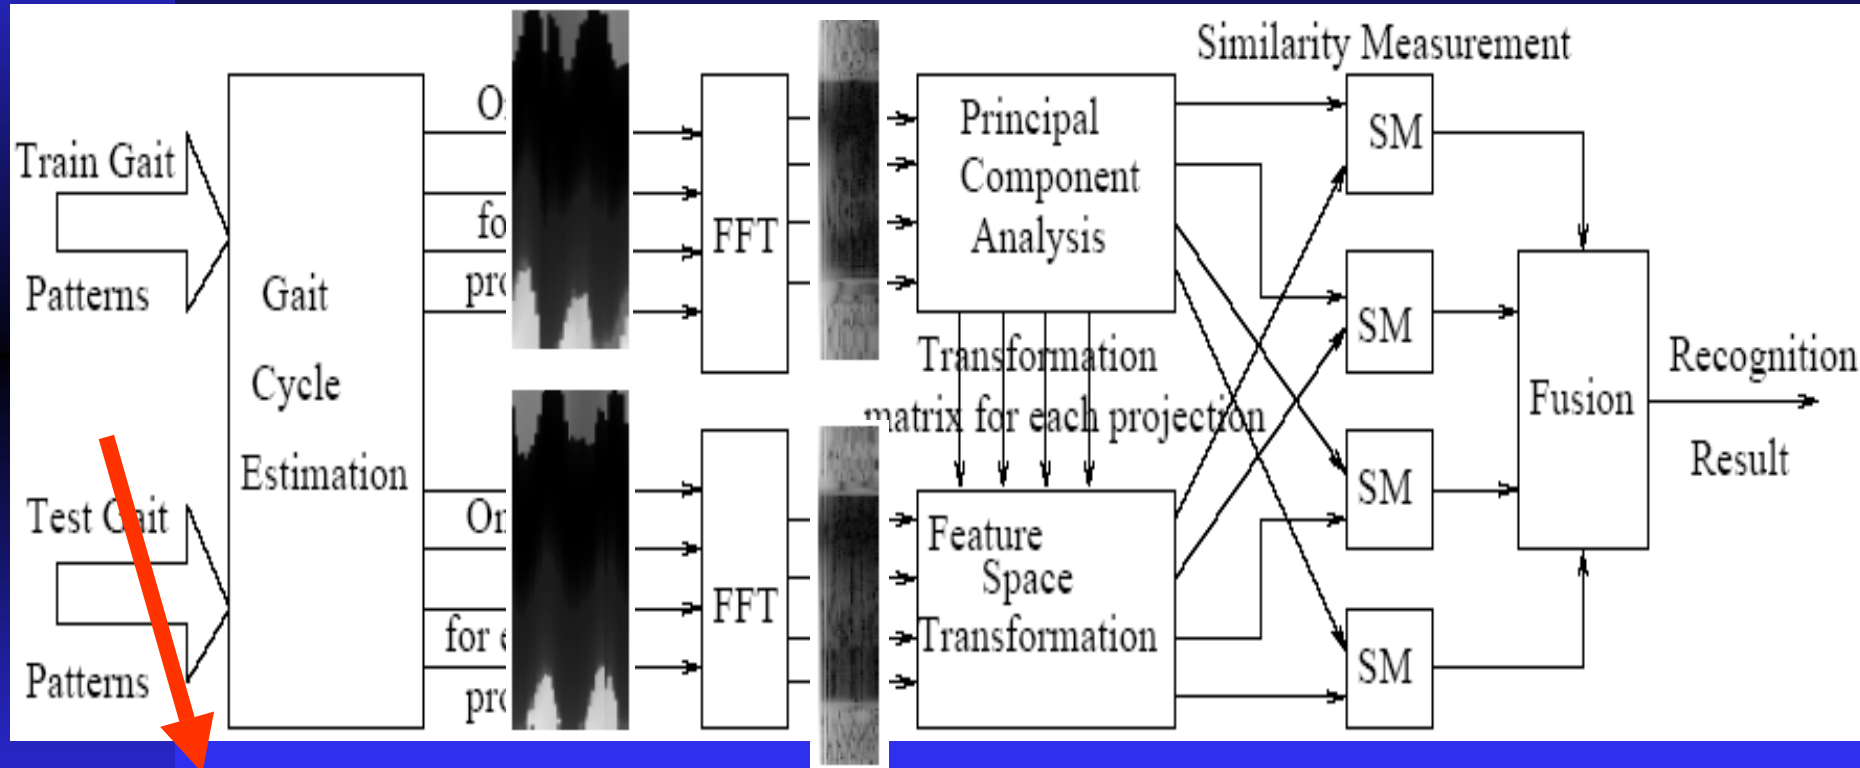 Similarity Measurement
Train Gait
Patterns
Test Gait
Patterns
Gait
Cycle
Estimation
FFT
FFT
Principal
Component
Analysis
Transformation
matrix for each projection
Feature
Space
Transformation
SM
SM
SM
SM
Fusion
Recognition
Result